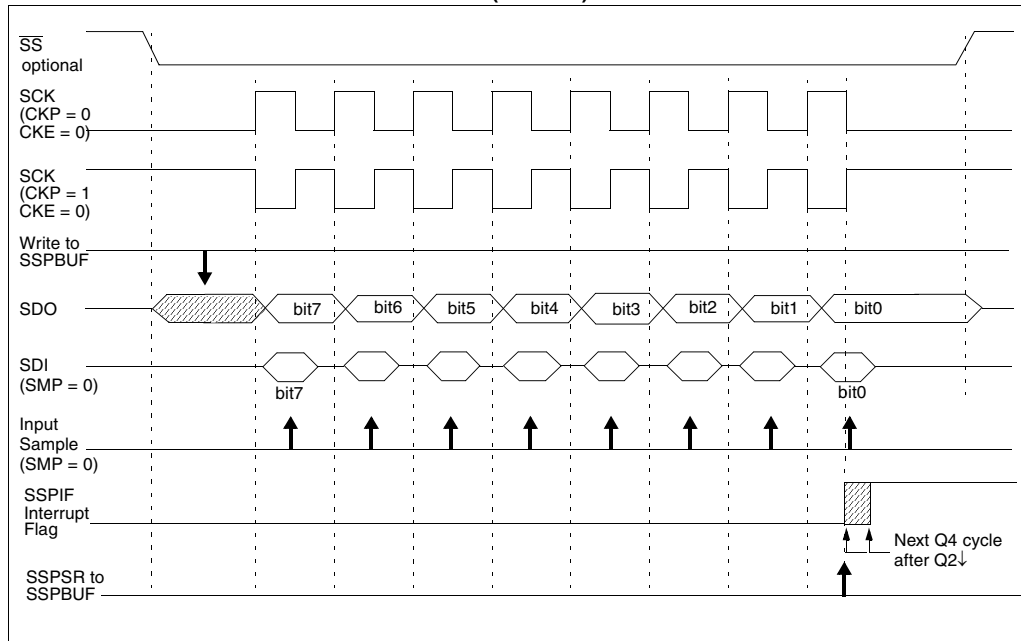 SS
optional
SCK
(CKP = 0
CKE = 0)
SCK
(CKP = 1
CKE = 0)
Write to
SSPBUF
SDO
bit7 bit6 bit5 bit4 bit3 bit2 bit1 bit0
SDI
(SMP = 0)
bit7 bit0
Input
Sample
(SMP = 0)
SSPIF
Interrupt
Flag
Next Q4 cycle
after Q2↓
SSPSR to
SSPBUF